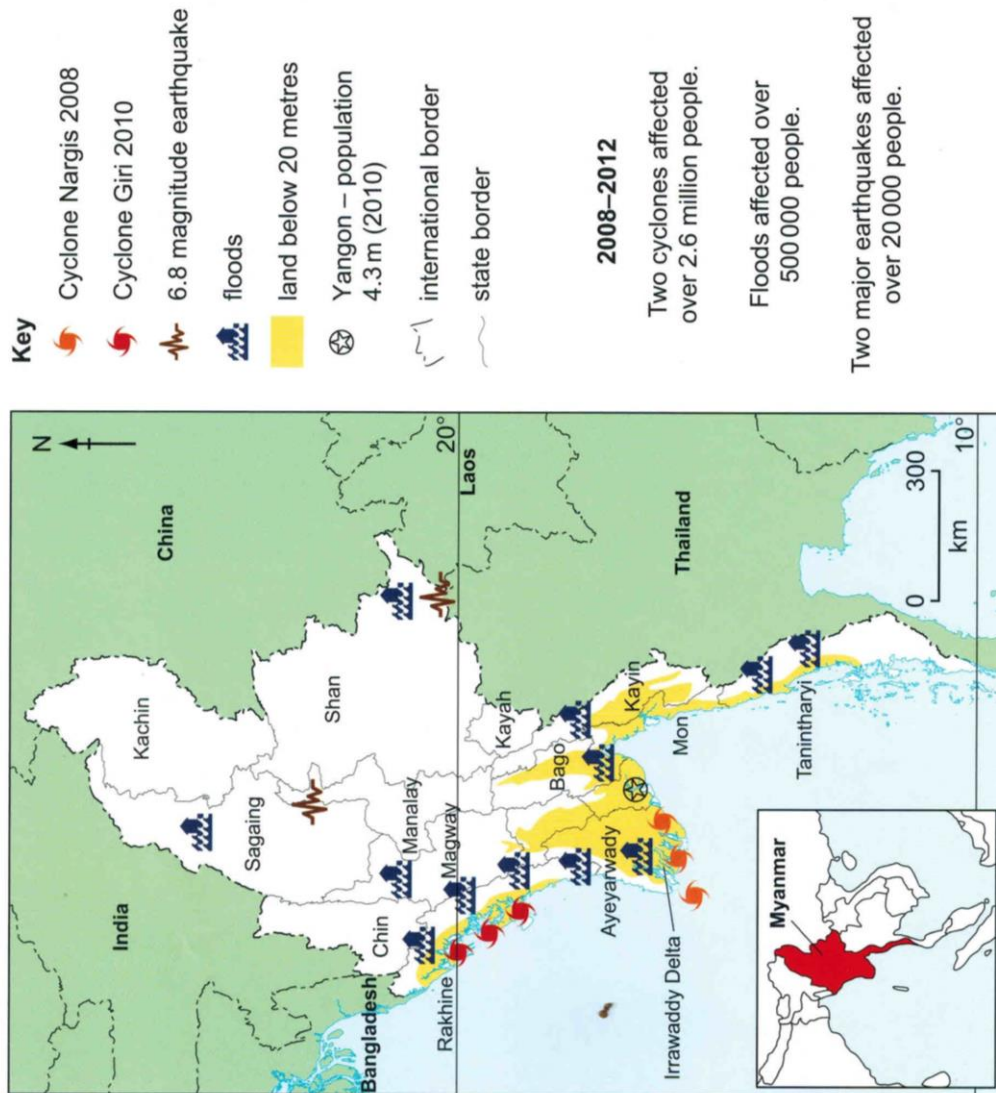 Key
Cyclone Nargis 2008
Cyclone Giri 2010
6.8 magnitude earthquake
floods
land below 20 metres
Yangon – population
4.3 m (2010)
international border
state border
2008–2012
Two cyclones affected
over 2.6 million people.
Floods affected over
500 000 people.
Two major earthquakes affected
over 20 000 people.
N
China
India
Kachin
Sagaing
Shan
20°
Laos
Bangladesh
Chin
Manalay
Magway
Rakhine
Kayah
Bago
Kayin
Thailand
Ayeyarwady
Mon
Irrawaddy Delta
Tanintharyi
0 300
km
10°
Myanmar